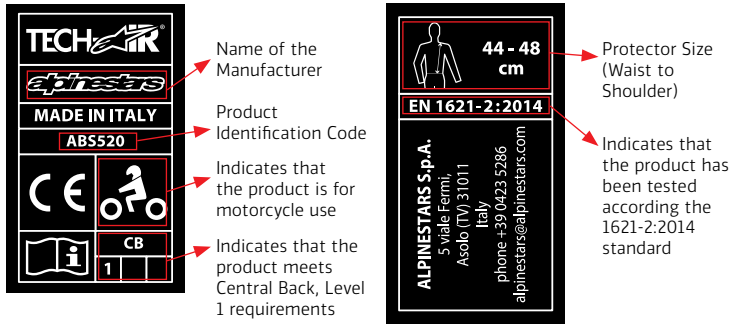 TECH AIR®
alpinestars
MADE IN ITALY
ABS520
CE
i
CB
1
Name of the
Manufacturer
Product
Identification Code
Indicates that
the product is for
motorcycle use
Indicates that the
product meets
Central Back, Level
1 requirements
44 - 48
cm
EN 1621-2:2014
ALPINESTARS S.p.A.
5 viale Fermi,
Asolo (TV) 31011
Italy
phone +39 0423 5286
alpinestars@alpinestars.com
Protector Size
(Waist to
Shoulder)
Indicates that
the product has
been tested
according the
1621-2:2014
standard